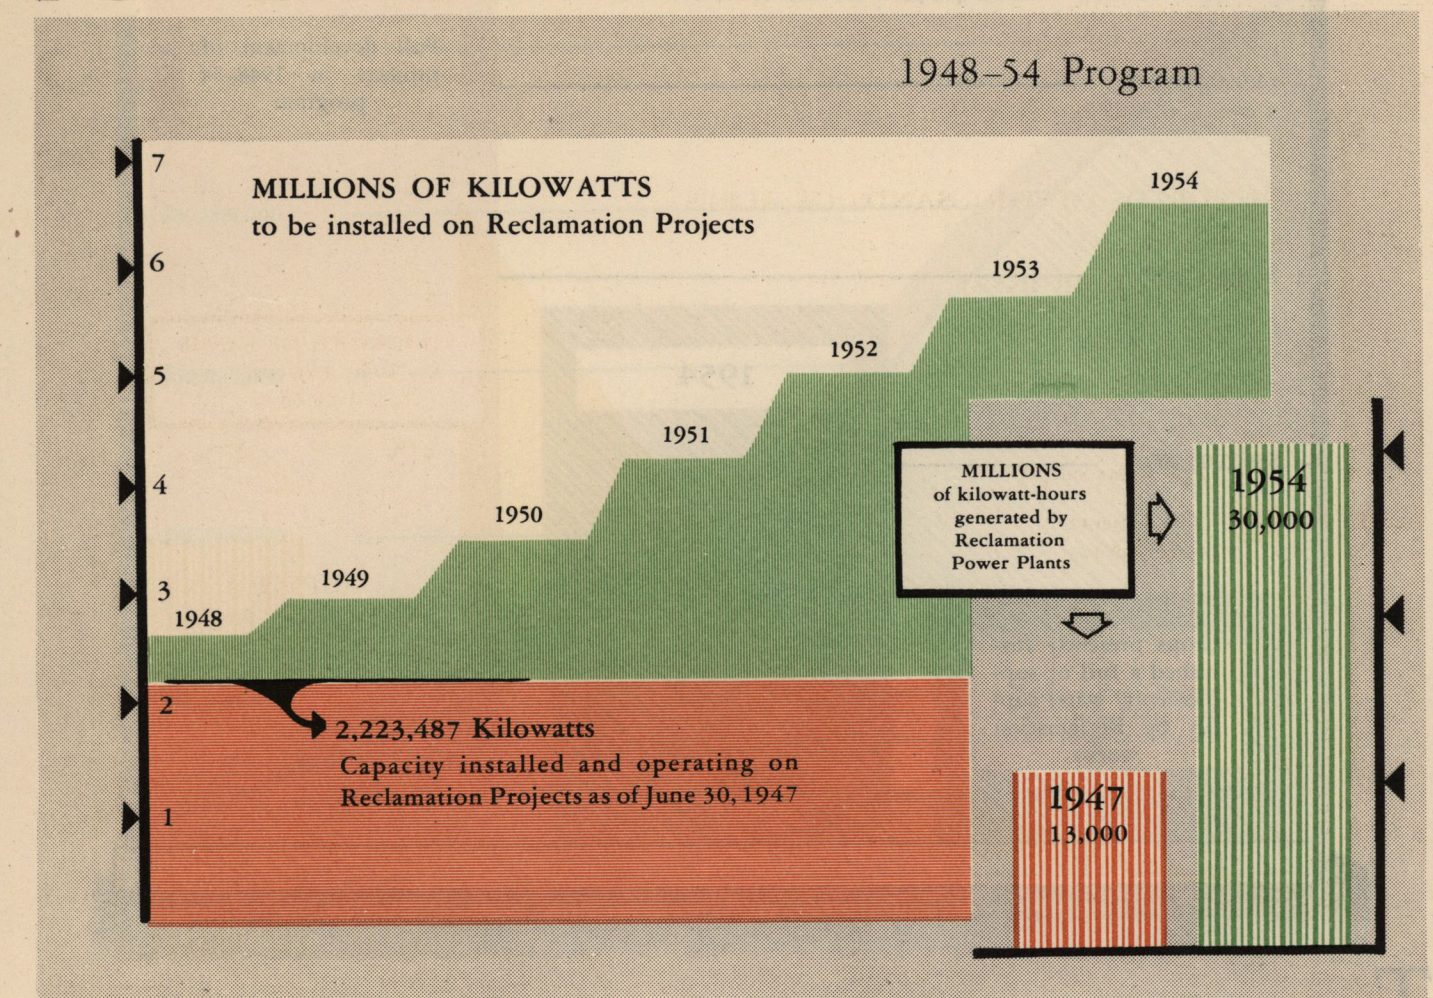 1948–54 Program
7
MILLIONS OF KILOWATTS
to be installed on Reclamation Projects
6
5
4
3
2
1
1948
1949
1950
1951
1952
1953
1954
2,223,487 Kilowatts
Capacity installed and operating on
Reclamation Projects as of June 30, 1947
MILLIONS
of kilowatt-hours
generated by
Reclamation
Power Plants
1947
13,000
1954
30,000